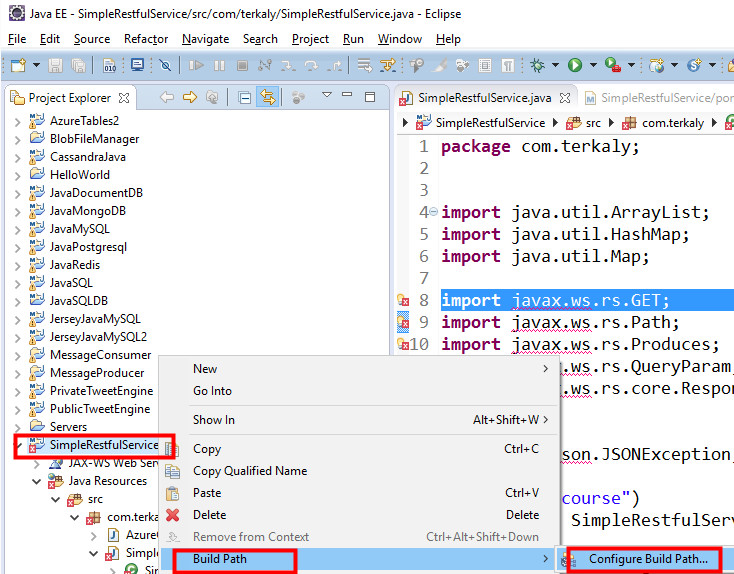 Java EE - SimpleRestfulService/src/com/terkaly/SimpleRestfulService.java - Eclipse
File Edit Source Refactor Navigate Search Project Run Window Help
Project Explorer
AzureTables2
BlobFileManager
CassandraJava
HelloWorld
JavaDocumentDB
JavaMongoDB
JavaMySQL
JavaPostgresql
JavaRedis
JavaSQL
JavaSQLDB
JerseyJavaMySQL
JerseyJavaMySQL2
MessageConsumer
MessageProducer
PrivateTweetEngine
PublicTweetEngine
Servers
SimpleRestfulService
JAX-WS Web Serv
Java Resources
src
com.terka
Azure
Simpl
Sim
New
Go Into
Show In Alt+Shift+W
Copy Ctrl+C
Copy Qualified Name
Paste Ctrl+V
Delete Delete
Remove from Context Ctrl+Alt+Shift+Down
Build Path
Configure Build Path...
SimpleRestfulService.java SimpleRestfulService/por
SimpleRestfulService src com.terkaly
1 package com.terkaly;
2
3
4 import java.util.ArrayList;
5 import java.util.HashMap;
6 import java.util.Map;
7
8 import javax.ws.rs.GET;
9 import javax.ws.rs.Path;
10 import javax.ws.rs.Produces;
x.ws.rs.QueryParam
x.ws.rs.core.Respon
son.JSONException
course")
SimpleRestfulServ